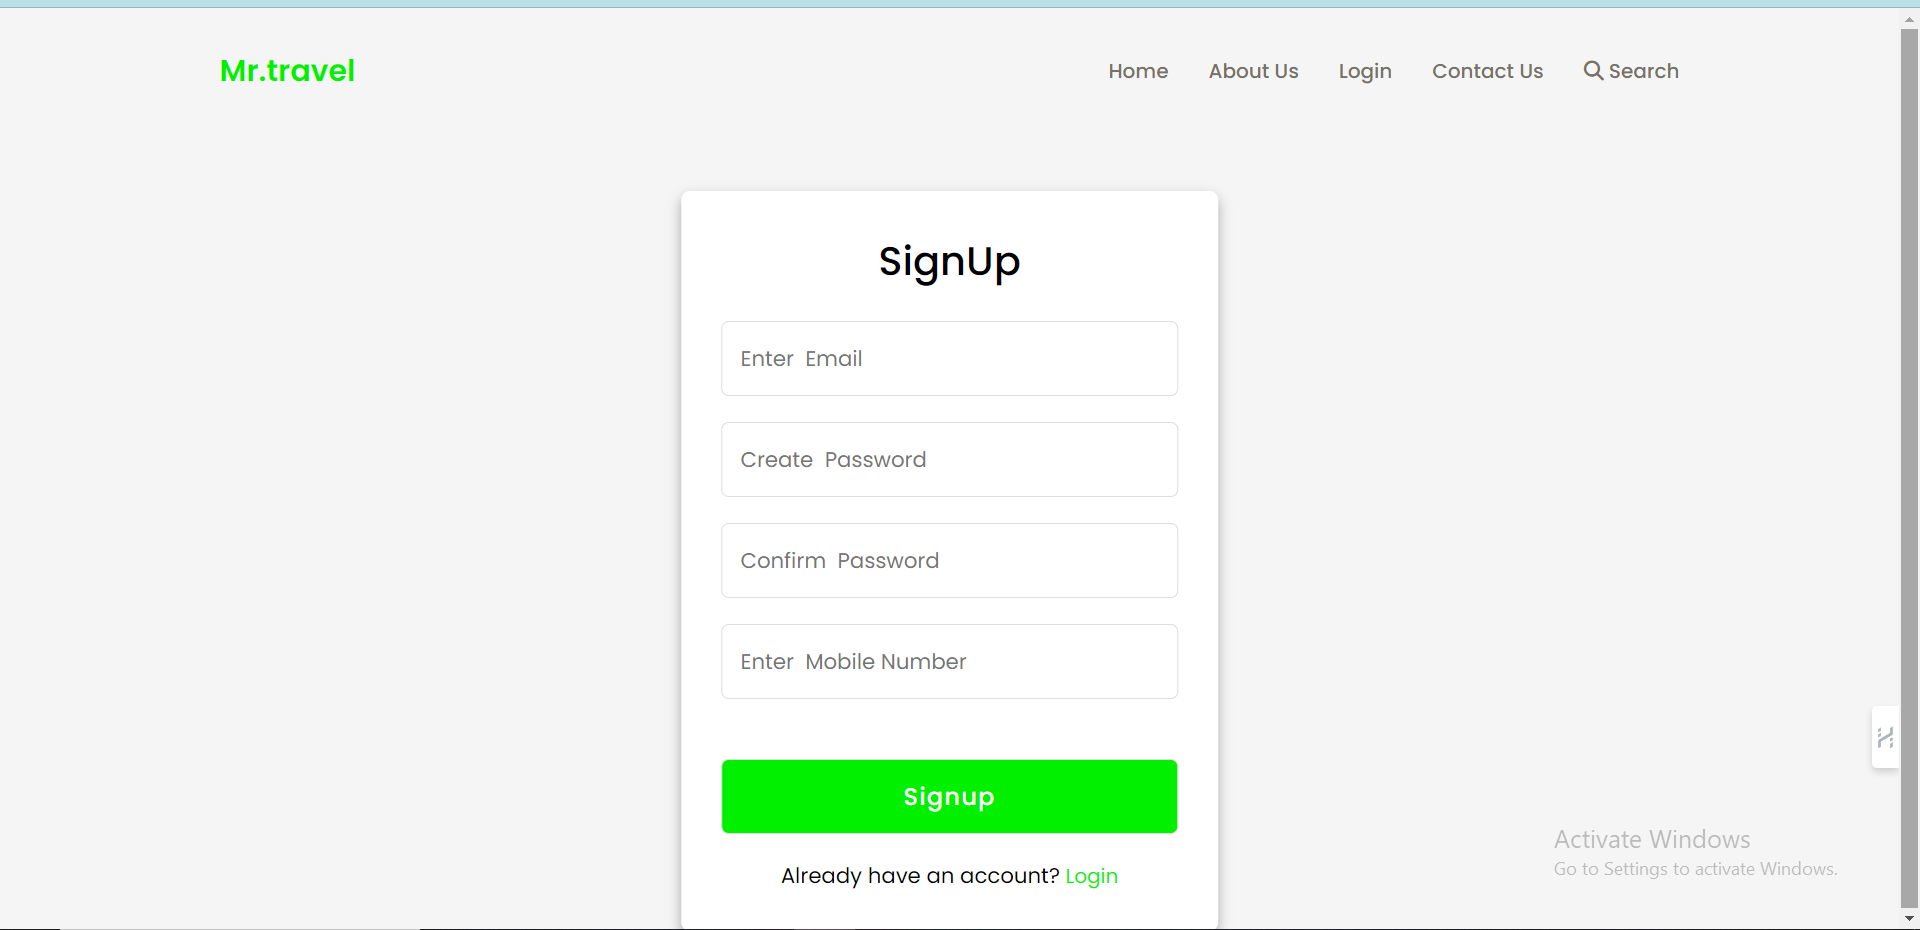 Mr.travel
Home About Us Login Contact Us Search
SignUp
Enter  Email
Create  Password
Confirm  Password
Enter  Mobile Number
Signup
Already have an account? Login
Activate Windows
Go to Settings to activate Windows.